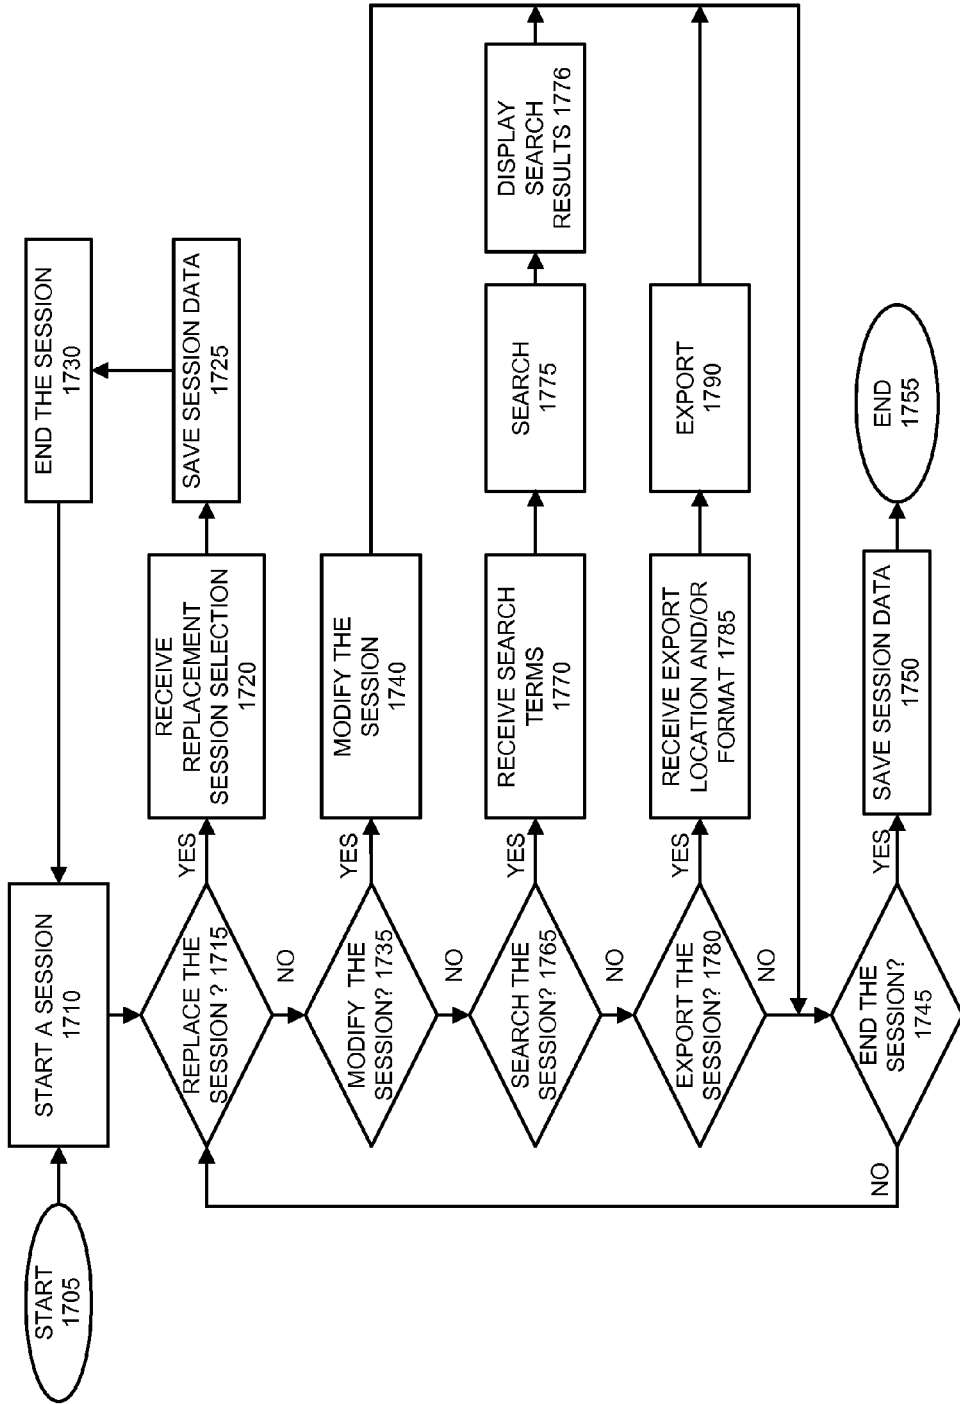 START
1705
START A SESSION
1710
END THE SESSION
1730
REPLACE THE
SESSION ? 1715
YES
NO
RECEIVE
REPLACEMENT
SESSION SELECTION
1720
SAVE SESSION DATA
1725
MODIFY THE
SESSION? 1735
YES
NO
MODIFY THE
SESSION
1740
SEARCH THE
SESSION? 1765
YES
NO
RECEIVE SEARCH
TERMS
1770
SEARCH
1775
DISPLAY
SEARCH
RESULTS 1776
EXPORT THE
SESSION? 1780
YES
NO
RECEIVE EXPORT
LOCATION AND/OR
FORMAT 1785
EXPORT
1790
END THE
SESSION?
1745
NO
YES
SAVE SESSION DATA
1750
END
1755